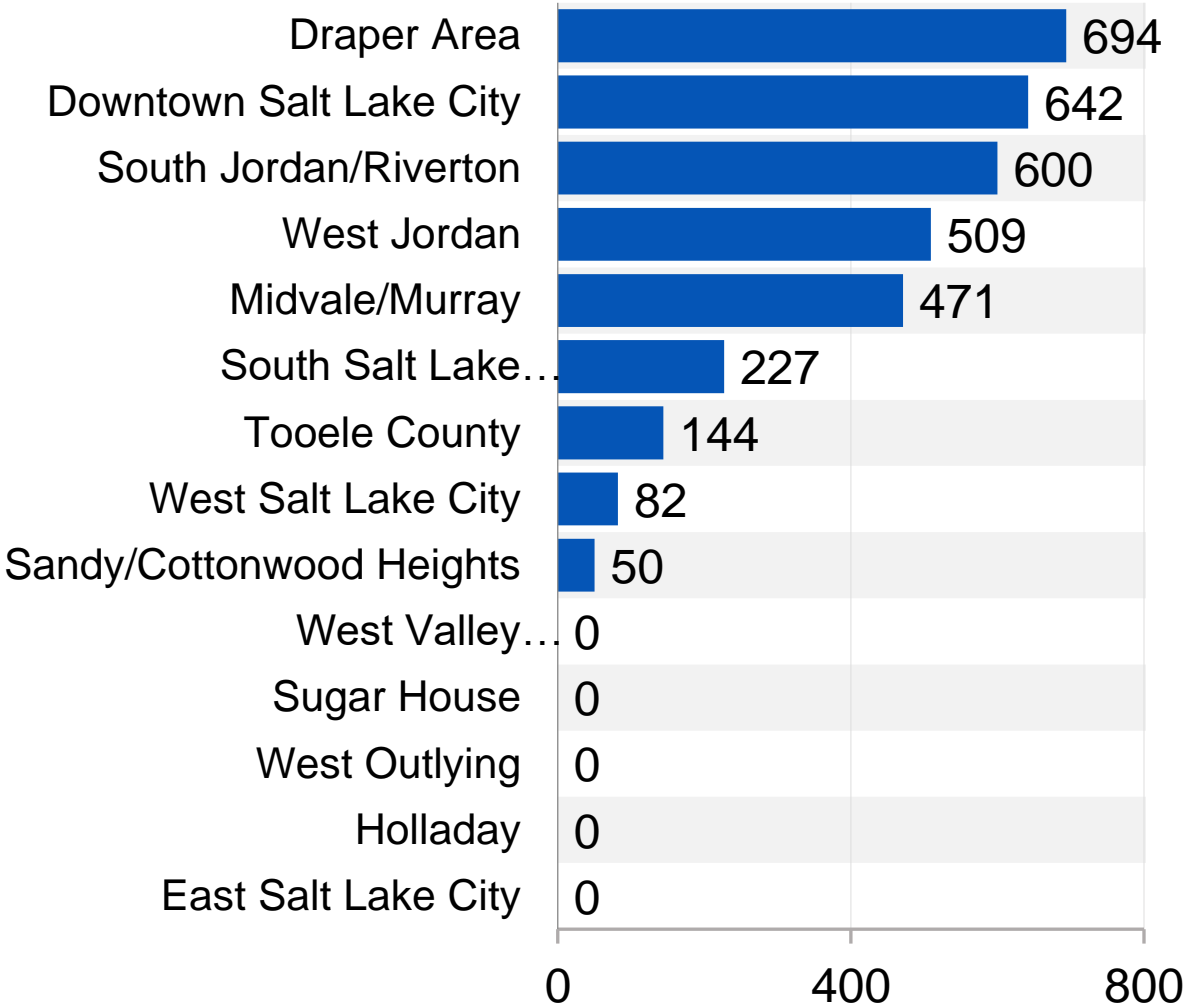 Draper Area 694
Downtown Salt Lake City 642
South Jordan/Riverton 600
West Jordan 509
Midvale/Murray 471
South Salt Lake… 227
Tooele County 144
West Salt Lake City 82
Sandy/Cottonwood Heights 50
West Valley… 0
Sugar House 0
West Outlying 0
Holladay 0
East Salt Lake City 0
0 400 800